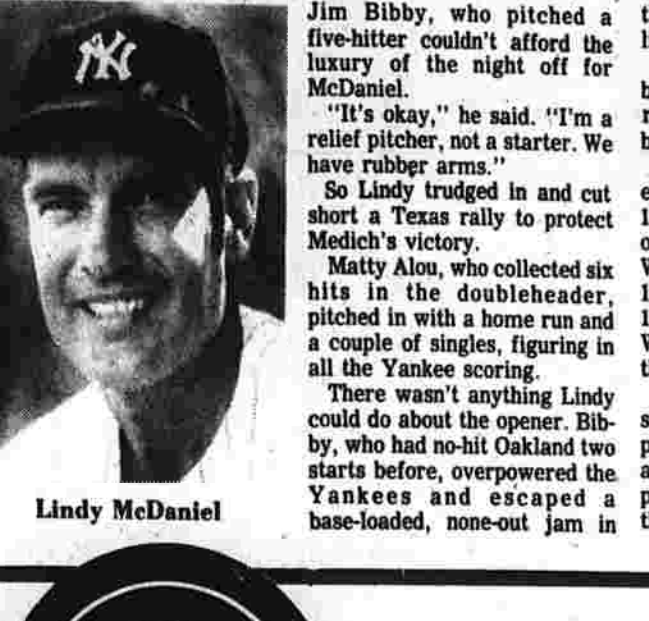 NY
Lindy McDaniel
Jim Bibby, who pitched a
five-hitter couldn't afford the
luxury of the night off for
McDaniel.
"It's okay," he said. "I'm a
relief pitcher, not a starter. We
have rubber arms."
So Lindy trudged in and cut
short a Texas rally to protect
Medich's victory.
Matty Alou, who collected six
hits in the doubleheader,
pitched in with a home run and
a couple of singles, figuring in
all the Yankee scoring.
There wasn't anything Lindy
could do about the opener. Bib-
by, who had no-hit Oakland two
starts before, overpowered the
Yankees and escaped a
base-loaded, none-out jam in